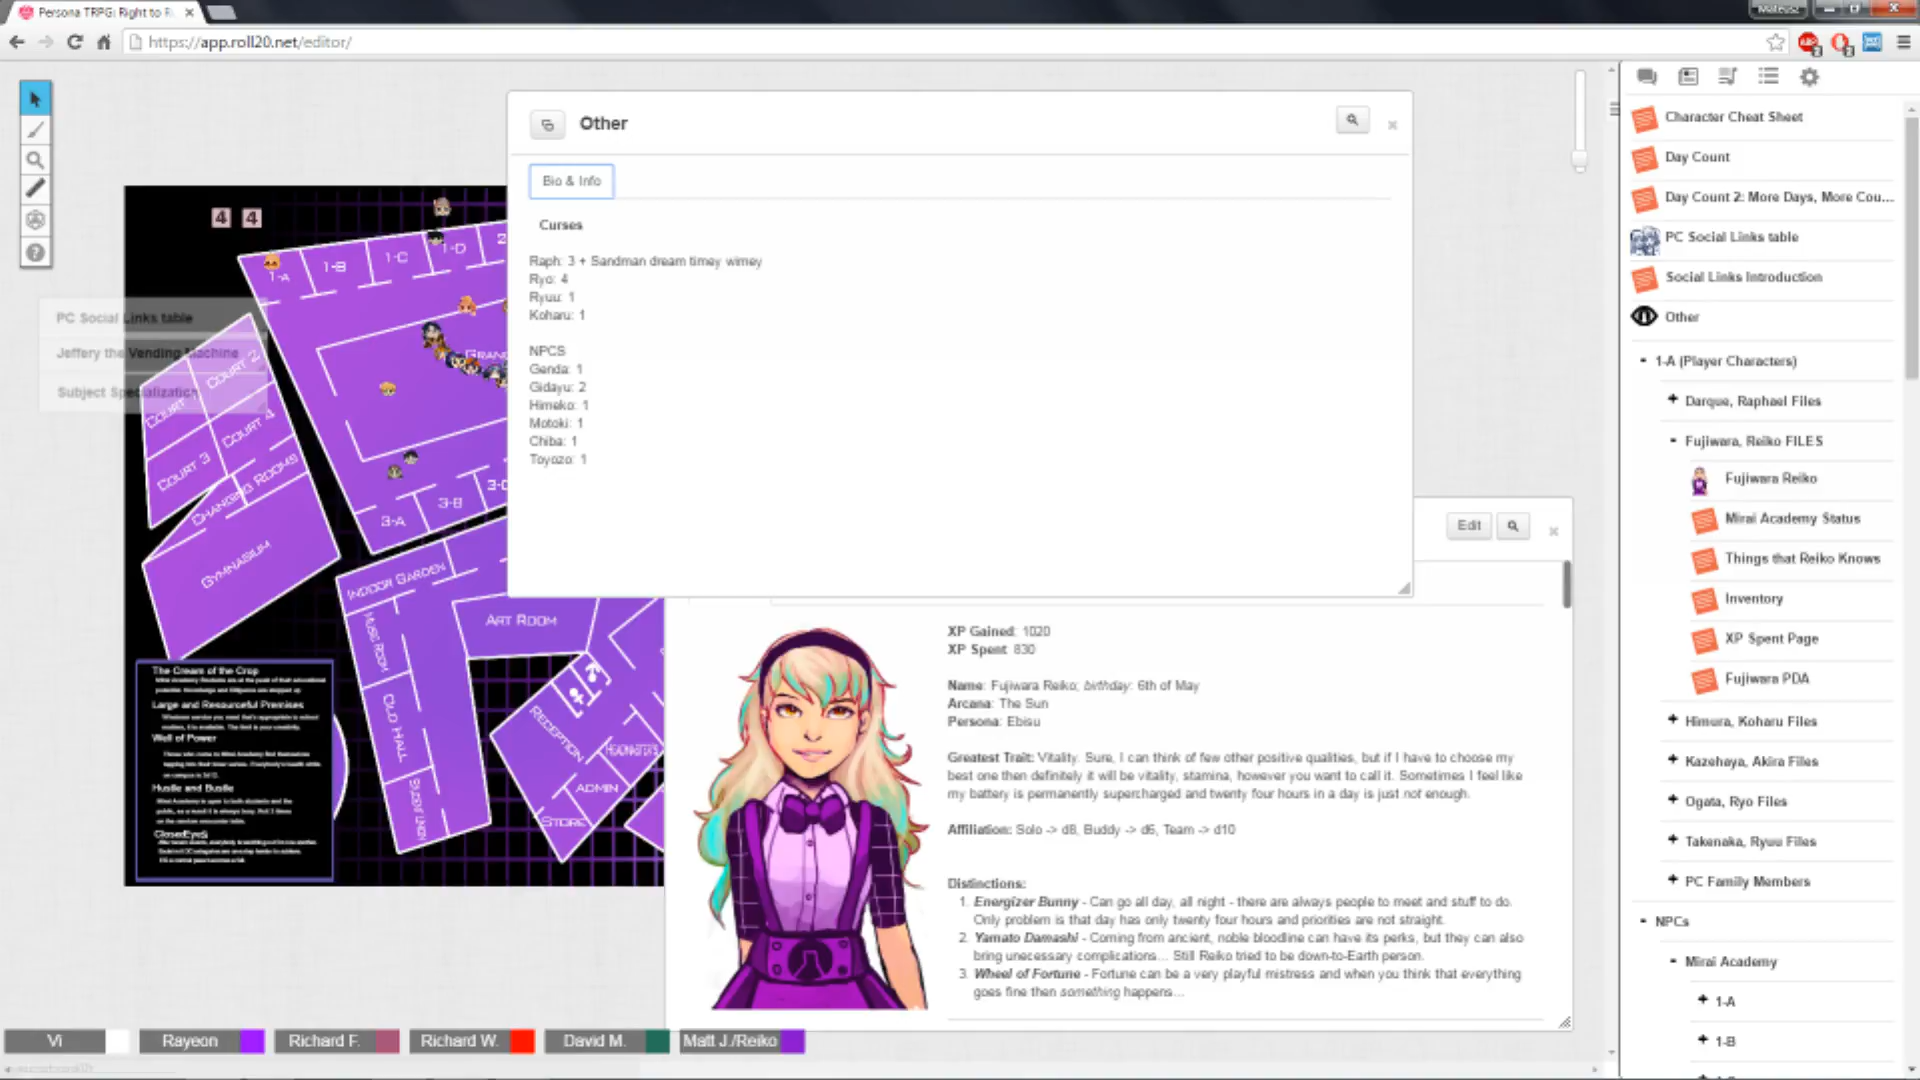 Persona TRPG: Right to R
Mateusz
https://app.roll20.net/editor/
Other
Bio & Info
Curses
Raph: 3 + Sandman dream timey wimey
Ryo: 4
Ryuu: 1
Koharu: 1
NPCS
Genda: 1
Gidayu: 2
Himeko: 1
Motoki: 1
Chiba: 1
Toyozo: 1
4 4
1-A
1-B
1-C
1-D
2
Grand
PC Social Links table
Jeffery the Vending Machine
Subject Specialization
Court 1
Court 2
Court 3
Court 4
Changing Rooms
Gymnasium
3-A
3-B
3-C
Indoor Garden
Music Room
Old Hall
Art Room
Reception
Headmaster's
Admin
Store
The Cream of the Crop
Large and Resourceful Premises
Well of Power
Hustle and Bustle
ClosedEyes
Edit
XP Gained: 1020
XP Spent: 830
Name: Fujiwara Reiko; birthday: 6th of May
Arcana: The Sun
Persona: Ebisu
Greatest Trait: Vitality. Sure, I can think of few other positive qualities, but if I have to choose my
best one then definitely it will be vitality, stamina, however you want to call it. Sometimes I feel like
my battery is permanently supercharged and twenty four hours in a day is just not enough.
Affiliation: Solo -> d8, Buddy -> d6, Team -> d10
Distinctions:
1. Energizer Bunny - Can go all day, all night - there are always people to meet and stuff to do.
Only problem is that day has only twenty four hours and priorities are not straight.
2. Yamato Damashi - Coming from ancient, noble bloodline can have its perks, but they can also
bring unecessary complications... Still Reiko tried to be down-to-Earth person.
3. Wheel of Fortune - Fortune can be a very playful mistress and when you think that everything
goes fine then something happens...
Vi
Rayeon
Richard F.
Richard W.
David M.
Matt J./Reiko
Character Cheat Sheet
Day Count
Day Count 2: More Days, More Cou...
PC Social Links table
Social Links Introduction
Other
1-A (Player Characters)
Darque, Raphael Files
Fujiwara, Reiko FILES
Fujiwara Reiko
Mirai Academy Status
Things that Reiko Knows
Inventory
XP Spent Page
Fujiwara PDA
Himura, Koharu Files
Kazehaya, Akira Files
Ogata, Ryo Files
Takenaka, Ryuu Files
PC Family Members
NPCs
Mirai Academy
1-A
1-B